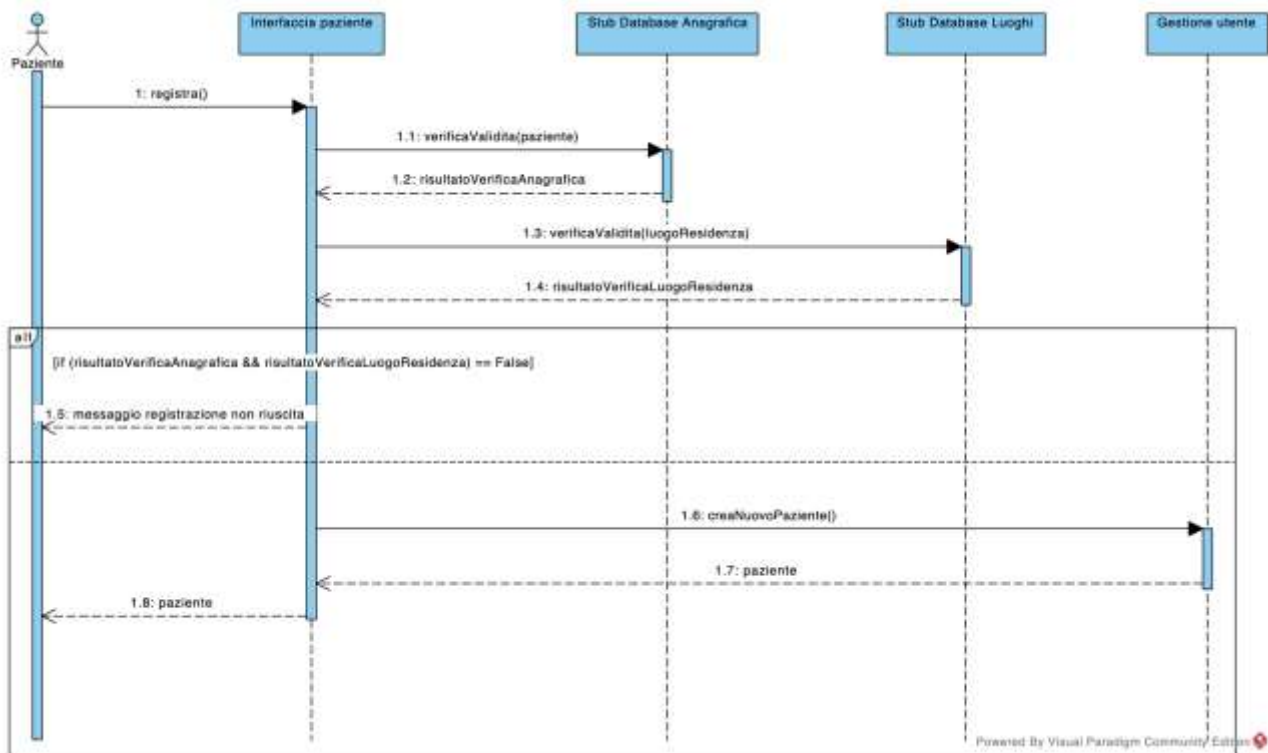 Interfaccia paziente
Stub Database Anagrafica
Stub Database Luoghi
Gestione utente
Paziente
1: registra()
1.1: verificaValidita(paziente)
1.2: risultatoVerificaAnagrafica
1.3: verificaValidita(luogoResidenza)
1.4: risultatoVerificaLuogoResidenza
alt
[if (risultatoVerificaAnagrafica && risultatoVerificaLuogoResidenza) == False]
1.5: messaggio registrazione non riuscita
1.6: creaNuovoPaziente()
1.7: paziente
1.8: paziente
Powered By Visual Paradigm Community Edition